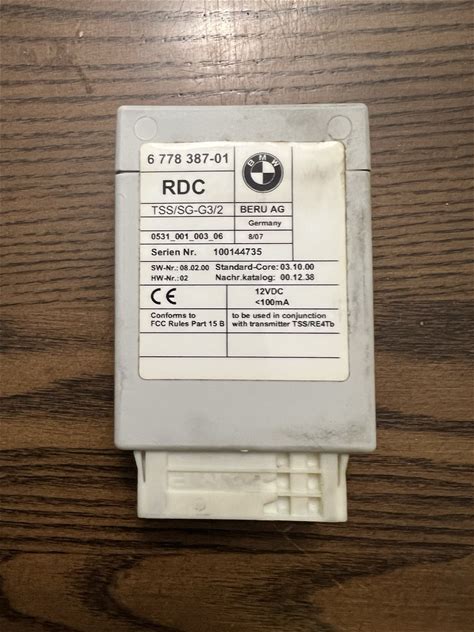 6 778 387-01
BMW
RDC
TSS/SG-G3/2
BERU AG
Germany
0531_001_003_06
8/07
Serien Nr. 100144735
SW-Nr.: 08.02.00 Standard-Core: 03.10.00
HW-Nr.: 02 Nachr.katalog: 00.12.38
CE 12VDC
<100mA
Conforms to
FCC Rules Part 15 B
to be used in conjunction
with transmitter TSS/RE4Tb